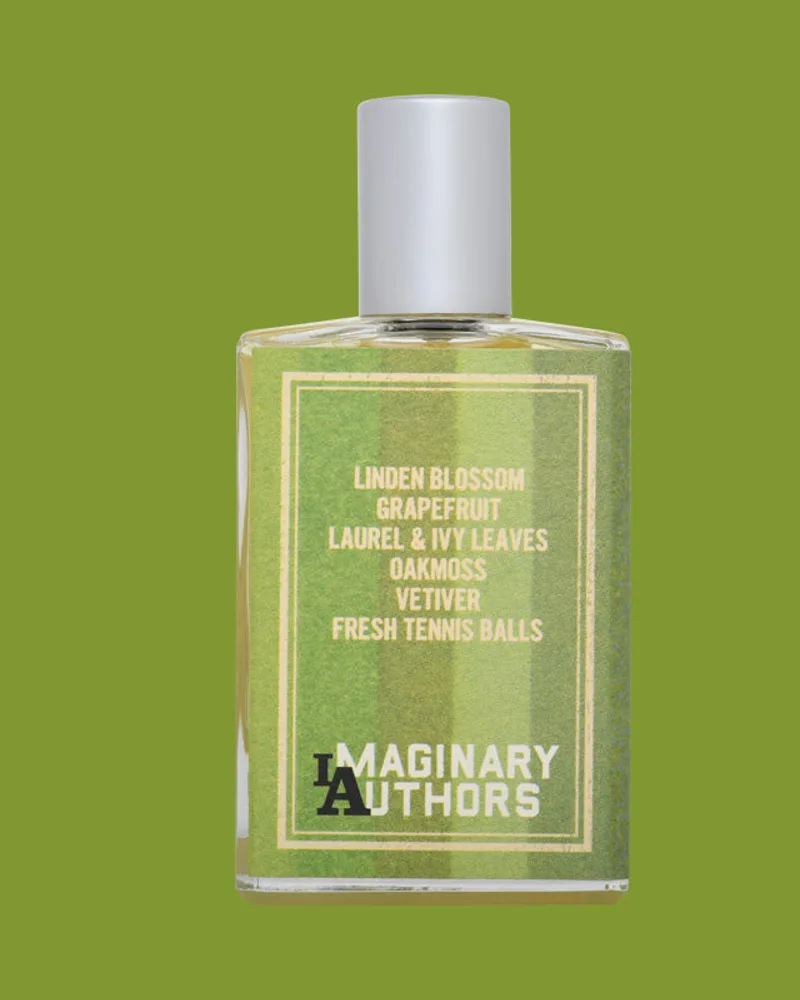 LINDEN BLOSSOM
GRAPEFRUIT
LAUREL & IVY LEAVES
OAKMOSS
VETIVER
FRESH TENNIS BALLS
IMAGINARY
AUTHORS